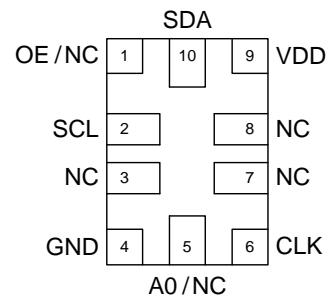 SDA
OE/NC 1 10 9 VDD
SCL 2 8 NC
NC 3 7 NC
GND 4 5 6 CLK
A0/NC